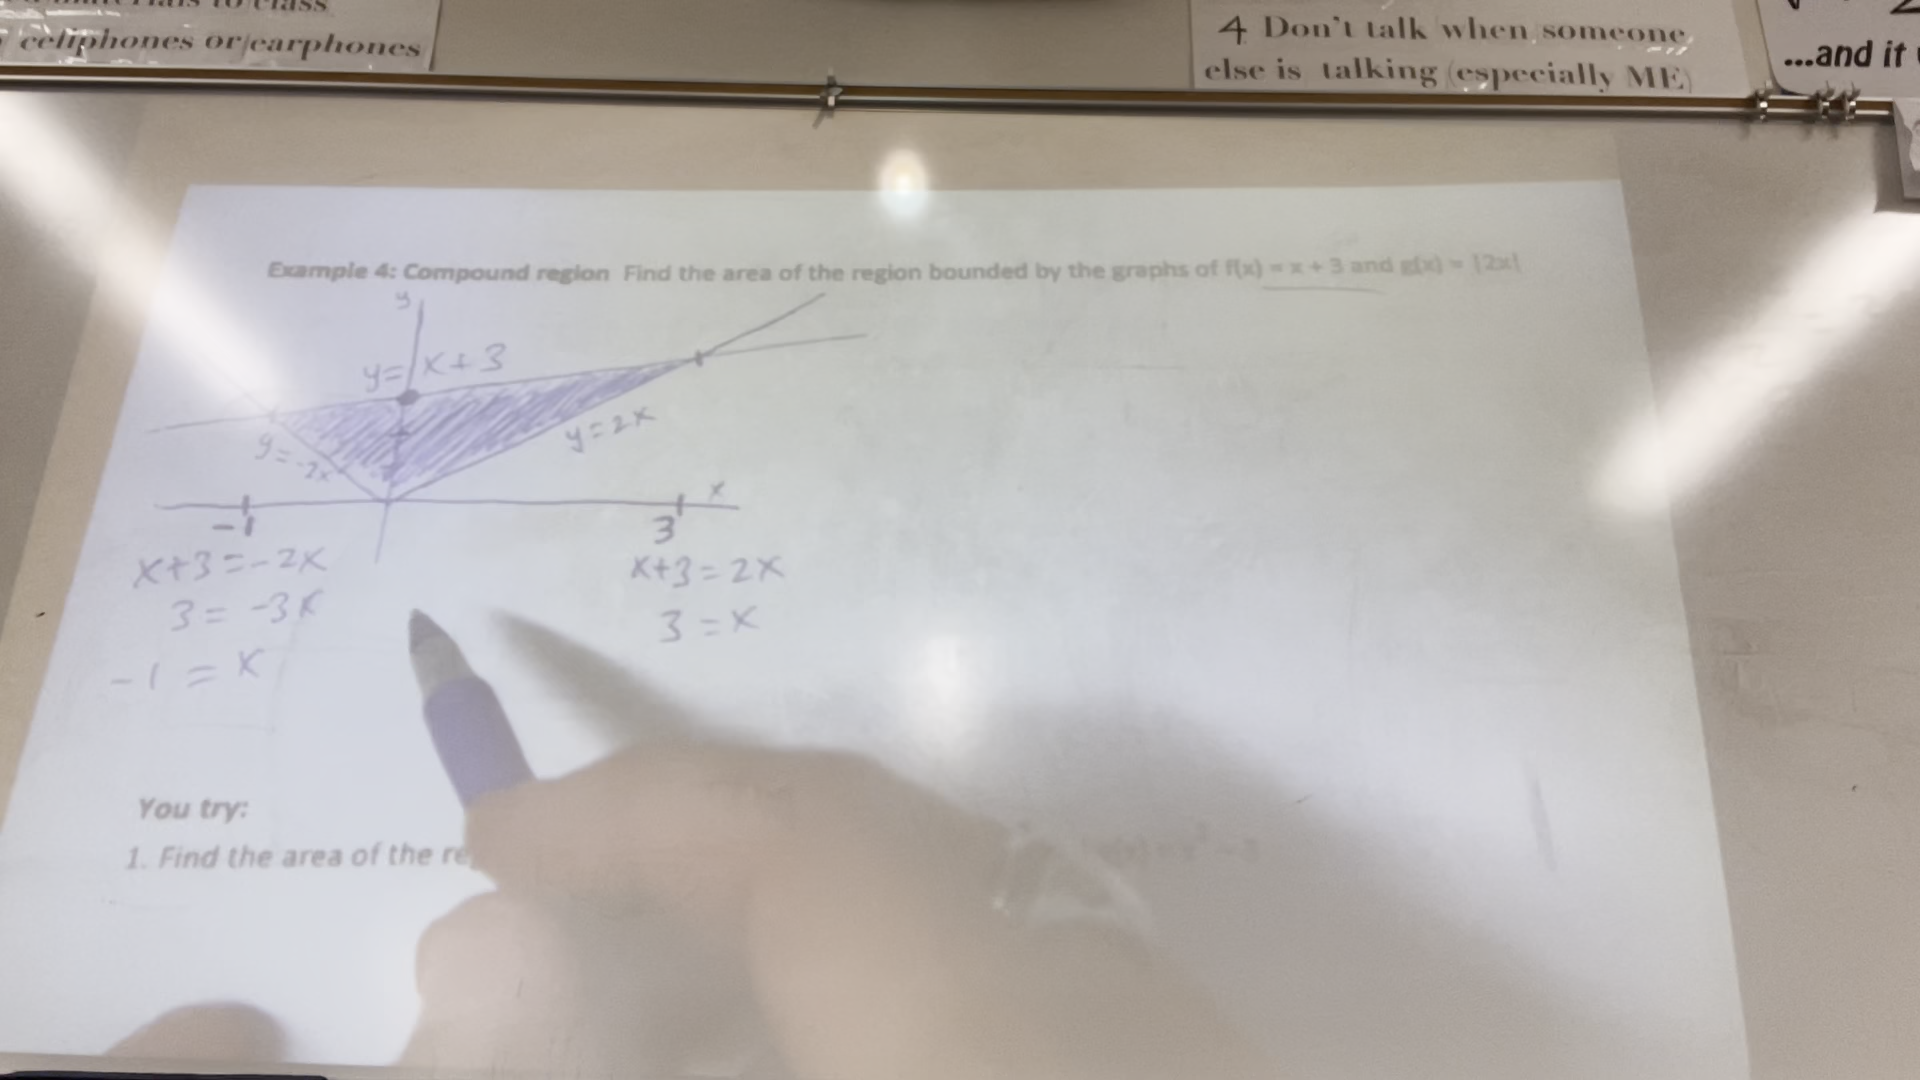 to class
cellphones or earphones
4 Don't talk when someone
else is talking (especially ME)
...and it
Example 4: Compound region Find the area of the region bounded by the graphs of f(x) = x + 3 and g(x) = |2x|
y
y= x+3
y=2x
y=-2x
x
-1
3
x+3=-2x
3=-3x
-1=x
x+3=2x
3=x
You try:
1. Find the area of the